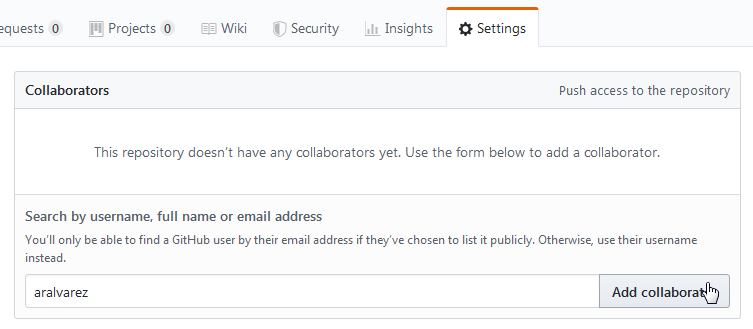 equests 0 Projects 0 Wiki Security Insights Settings
Collaborators Push access to the repository
This repository doesn't have any collaborators yet. Use the form below to add a collaborator.
Search by username, full name or email address
You'll only be able to find a GitHub user by their email address if they've chosen to list it publicly. Otherwise, use their username
instead.
aralvarez Add collaborat